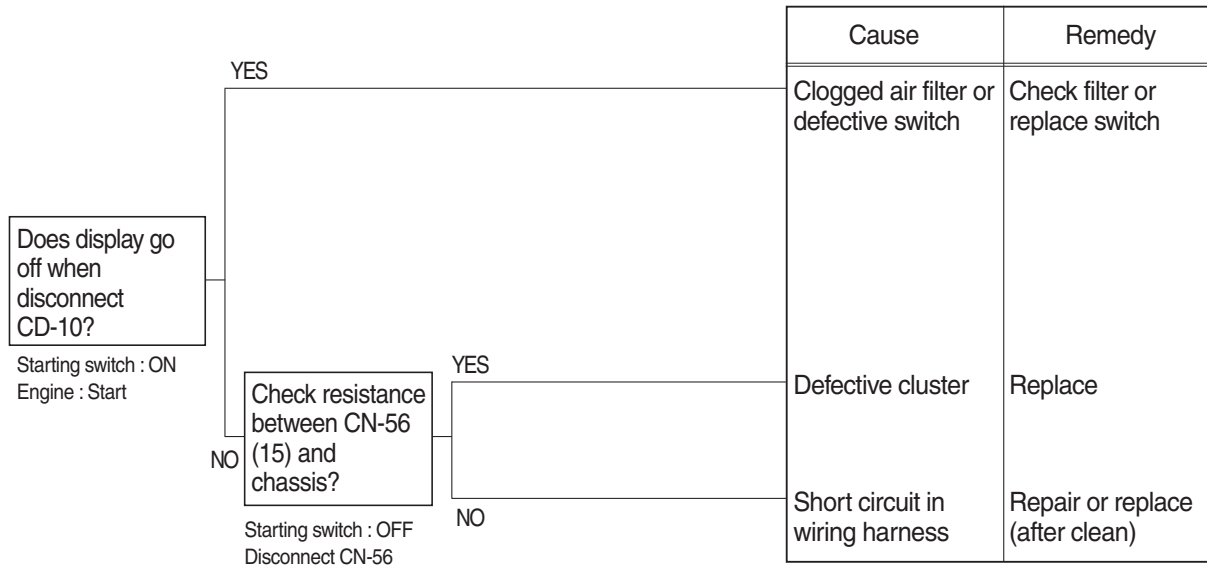 Cause
Remedy
YES
Clogged air filter or
defective switch
Check filter or
replace switch
Does display go
off when
disconnect
CD-10?
Starting switch : ON
Engine : Start
YES
Defective cluster
Replace
NO
Check resistance
between CN-56
(15) and
chassis?
Starting switch : OFF
Disconnect CN-56
NO
Short circuit in
wiring harness
Repair or replace
(after clean)